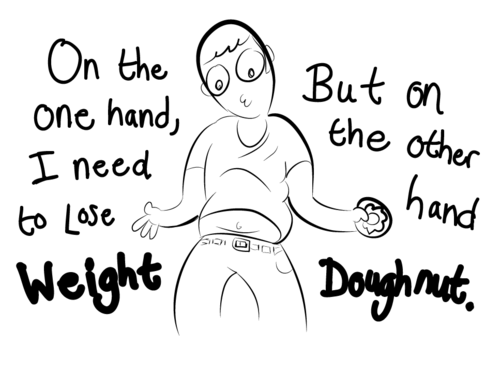 On the
one hand,
I need
to Lose
Weight
But on
the other
hand
Doughnut.